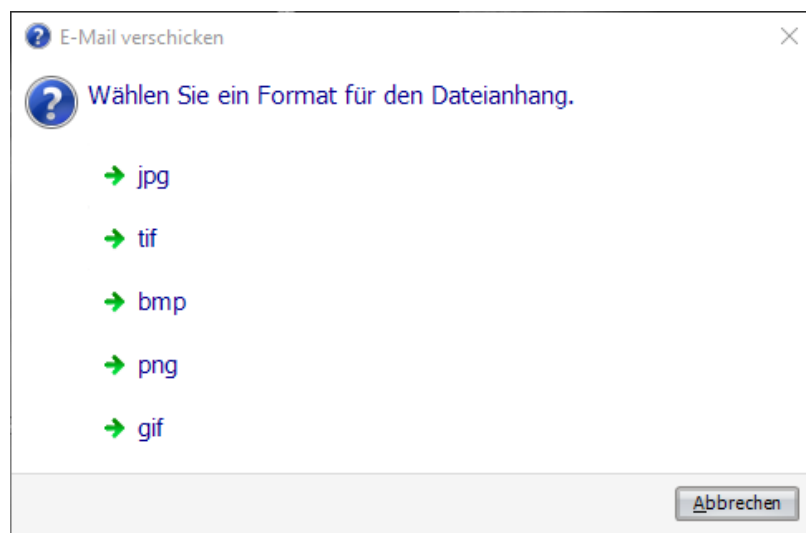 E-Mail verschicken
Wählen Sie ein Format für den Dateianhang.
jpg
tif
bmp
png
gif
Abbrechen